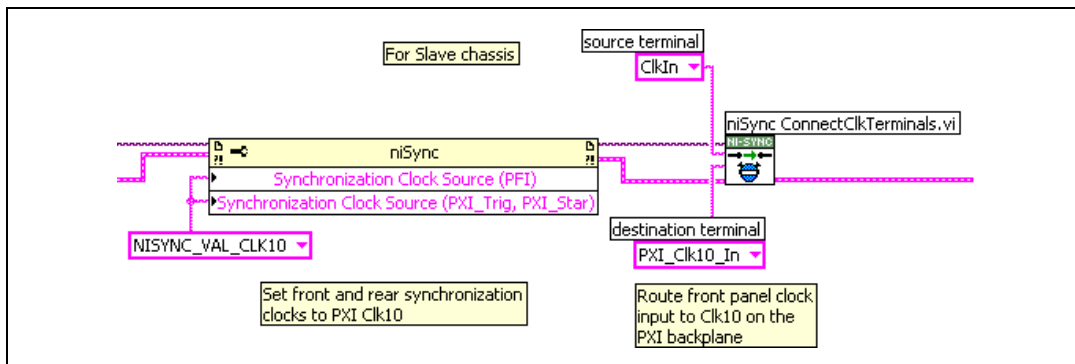 For Slave chassis
source terminal
ClkIn
niSync ConnectClkTerminals.vi
NI-SYNC
niSync
Synchronization Clock Source (PFI)
Synchronization Clock Source (PXI_Trig, PXI_Star)
NISYNC_VAL_CLK10
destination terminal
PXI_Clk10_In
Set front and rear synchronization
clocks to PXI Clk10
Route front panel clock
input to Clk10 on the
PXI backplane